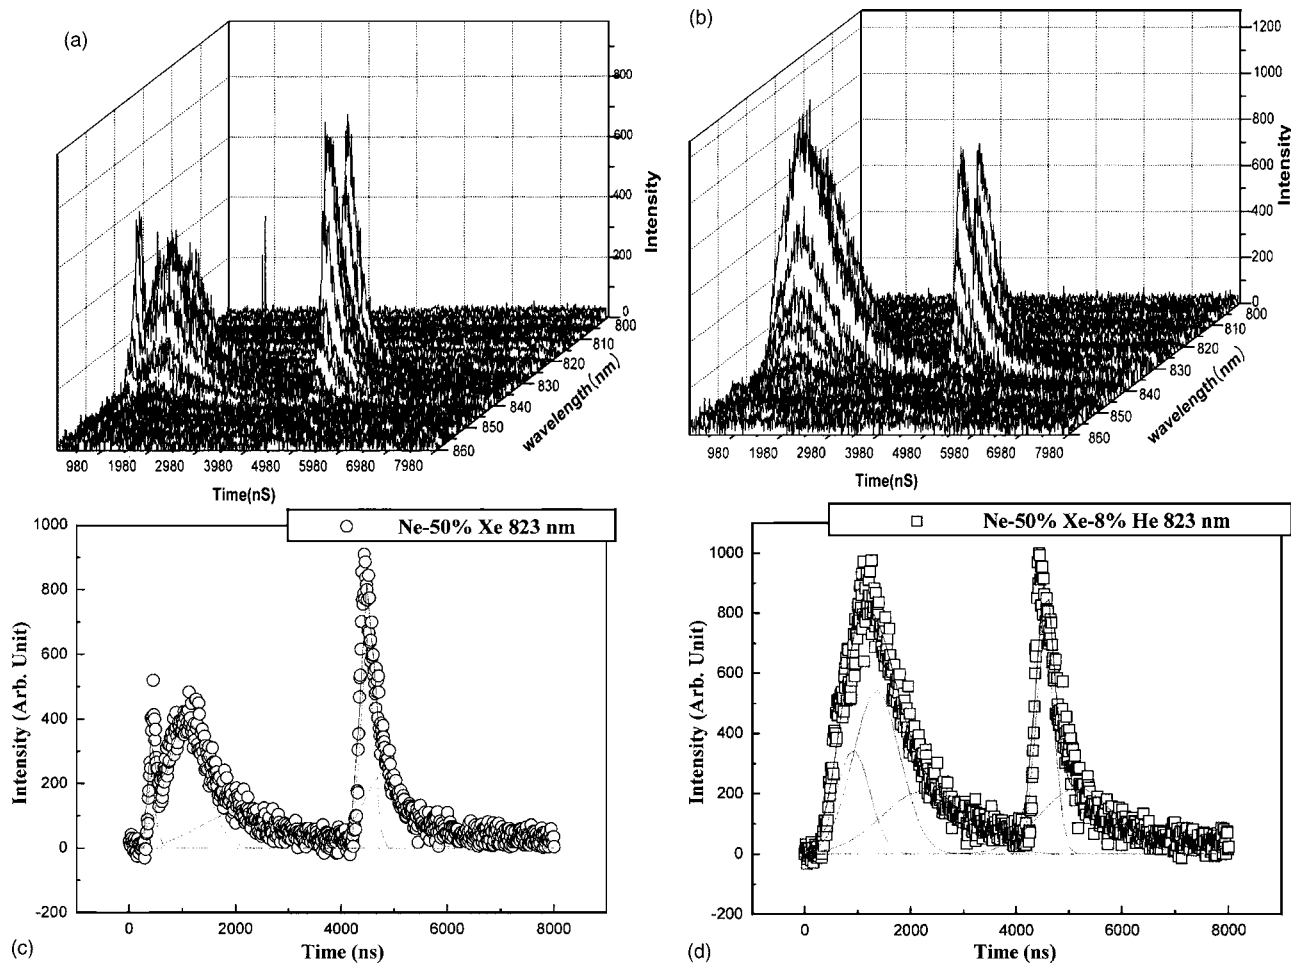 (a)
800
600
400
200
0
Intensity
800
810
820
830
840
850
860
wavelength(nm)
980 1980 2980 3980 4980 5980 6980 7980
Time(nS)
(b)
1200
1000
800
600
400
200
0
Intensity
800
810
820
830
840
850
860
wavelength(nm)
980 1980 2980 3980 4980 5980 6980 7980
Time(nS)
Ne-50% Xe 823 nm
1000
800
600
400
200
0
-200
Intensity (Arb. Unit)
0 2000 4000 6000 8000
Time (ns)
(c)
Ne-50% Xe-8% He 823 nm
1000
800
600
400
200
0
-200
Intensity (Arb. Unit)
0 2000 4000 6000 8000
Time (ns)
(d)